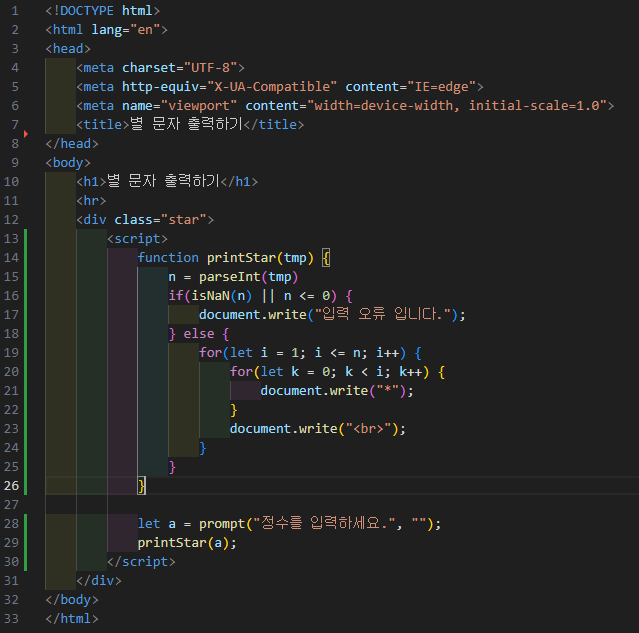 1 <!DOCTYPE html>
2 <html lang="en">
3 <head>
4     <meta charset="UTF-8">
5     <meta http-equiv="X-UA-Compatible" content="IE=edge">
6     <meta name="viewport" content="width=device-width, initial-scale=1.0">
7     <title>별 문자 출력하기</title>
8 </head>
9 <body>
10     <h1>별 문자 출력하기</h1>
11     <hr>
12     <div class="star">
13         <script>
14             function printStar(tmp) {
15                 n = parseInt(tmp)
16                 if(isNaN(n) || n <= 0) {
17                     document.write("입력 오류 입니다.");
18                 } else {
19                     for(let i = 1; i <= n; i++) {
20                         for(let k = 0; k < i; k++) {
21                             document.write("*");
22                         }
23                         document.write("<br>");
24                     }
25                 }
26             }
27
28             let a = prompt("정수를 입력하세요.", "");
29             printStar(a);
30         </script>
31     </div>
32 </body>
33 </html>